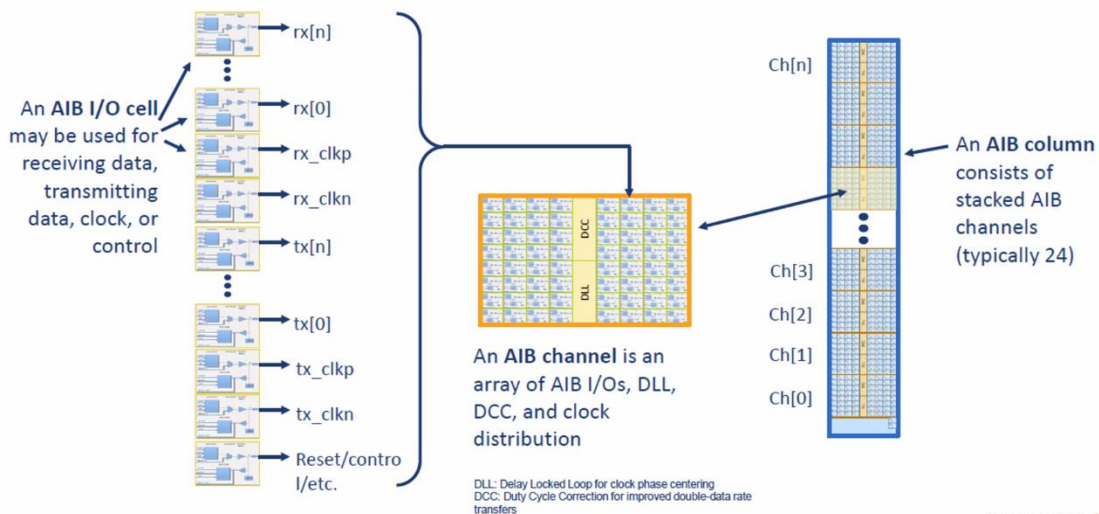 An AIB I/O cell
may be used for
receiving data,
transmitting
data, clock, or
control
rx[n]
rx[0]
rx_clkp
rx_clkn
tx[n]
tx[0]
tx_clkp
tx_clkn
Reset/contro
l/etc.
DCC
DLL
An AIB channel is an
array of AIB I/Os, DLL,
DCC, and clock
distribution
DLL: Delay Locked Loop for clock phase centering
DCC: Duty Cycle Correction for improved double-data rate
transfers
Ch[n]
Ch[3]
Ch[2]
Ch[1]
Ch[0]
An AIB column
consists of
stacked AIB
channels
(typically 24)